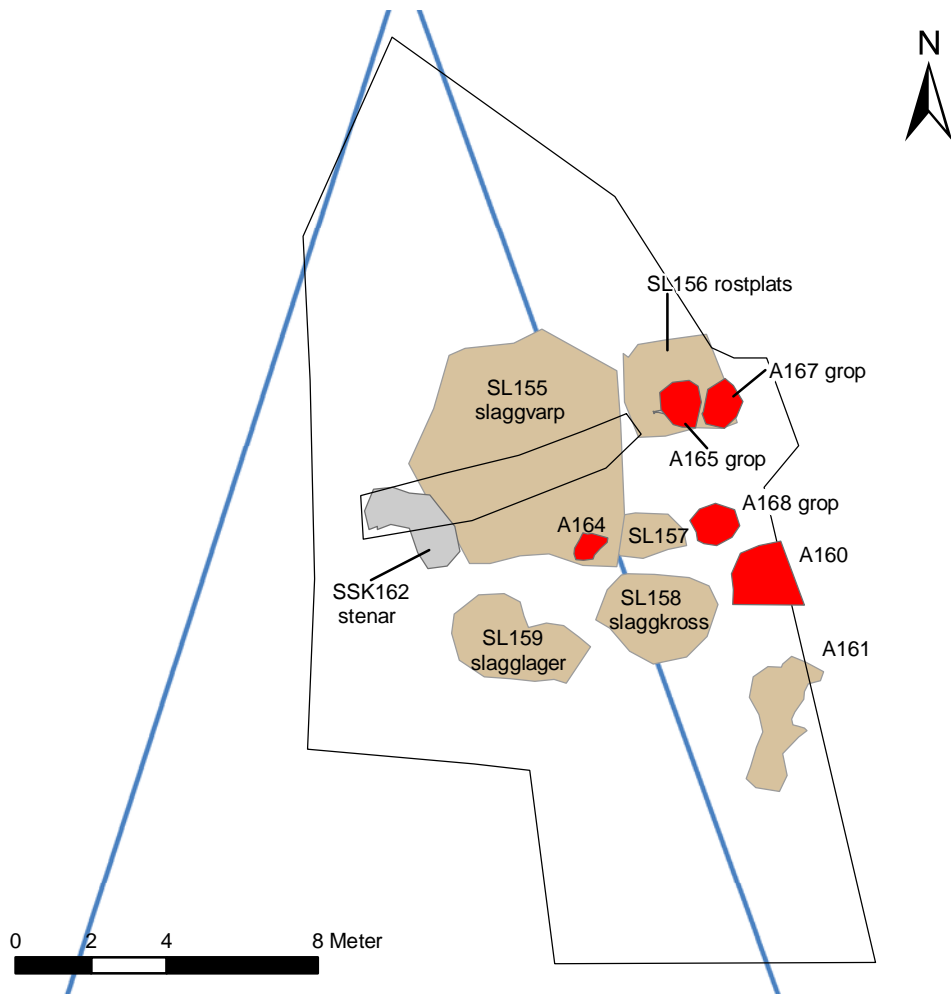 N
SL156 rostplats
A167 grop
SL155
slaggvarp
A165 grop
A168 grop
A164
SL157
A160
SSK162
stenar
SL158
slaggkross
SL159
slagglager
A161
0 2 4 8 Meter